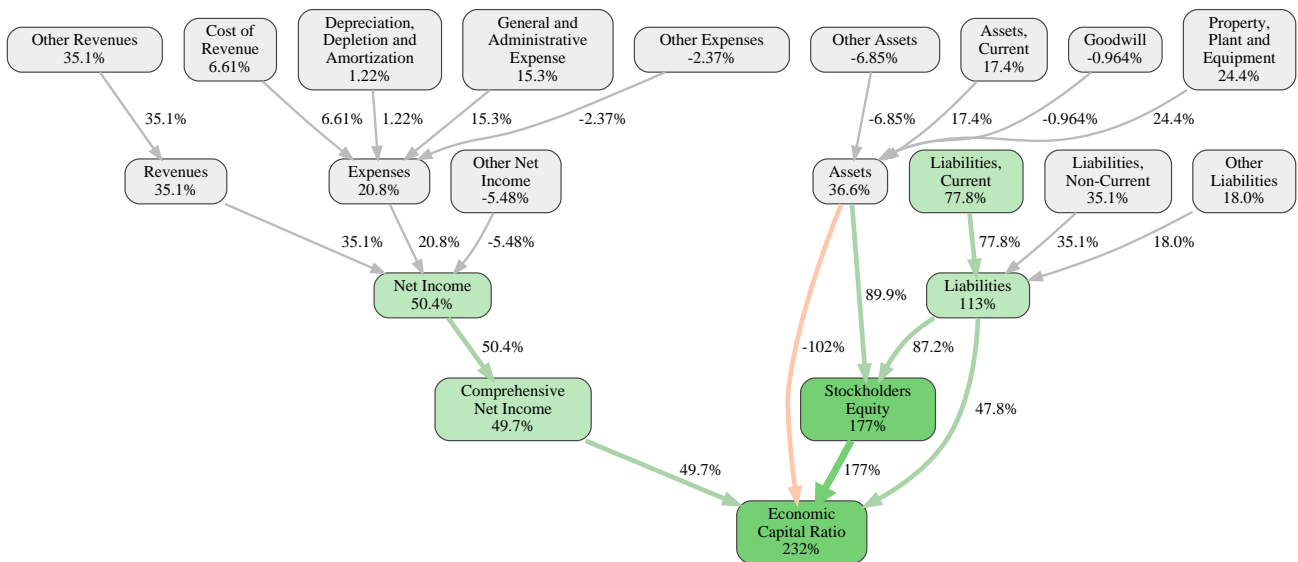 Other Revenues
35.1%
Cost of
Revenue
6.61%
Depreciation,
Depletion and
Amortization
1.22%
General and
Administrative
Expense
15.3%
Other Expenses
-2.37%
Other Assets
-6.85%
Assets,
Current
17.4%
Goodwill
-0.964%
Property,
Plant and
Equipment
24.4%
35.1%
6.61%
1.22%
15.3%
-2.37%
-6.85%
17.4%
-0.964%
24.4%
Revenues
35.1%
Expenses
20.8%
Other Net
Income
-5.48%
Assets
36.6%
Liabilities,
Current
77.8%
Liabilities,
Non-Current
35.1%
Other
Liabilities
18.0%
35.1%
20.8%
-5.48%
77.8%
35.1%
18.0%
Net Income
50.4%
89.9%
Liabilities
113%
50.4%
-102%
87.2%
Comprehensive
Net Income
49.7%
Stockholders
Equity
177%
47.8%
49.7%
177%
Economic
Capital Ratio
232%